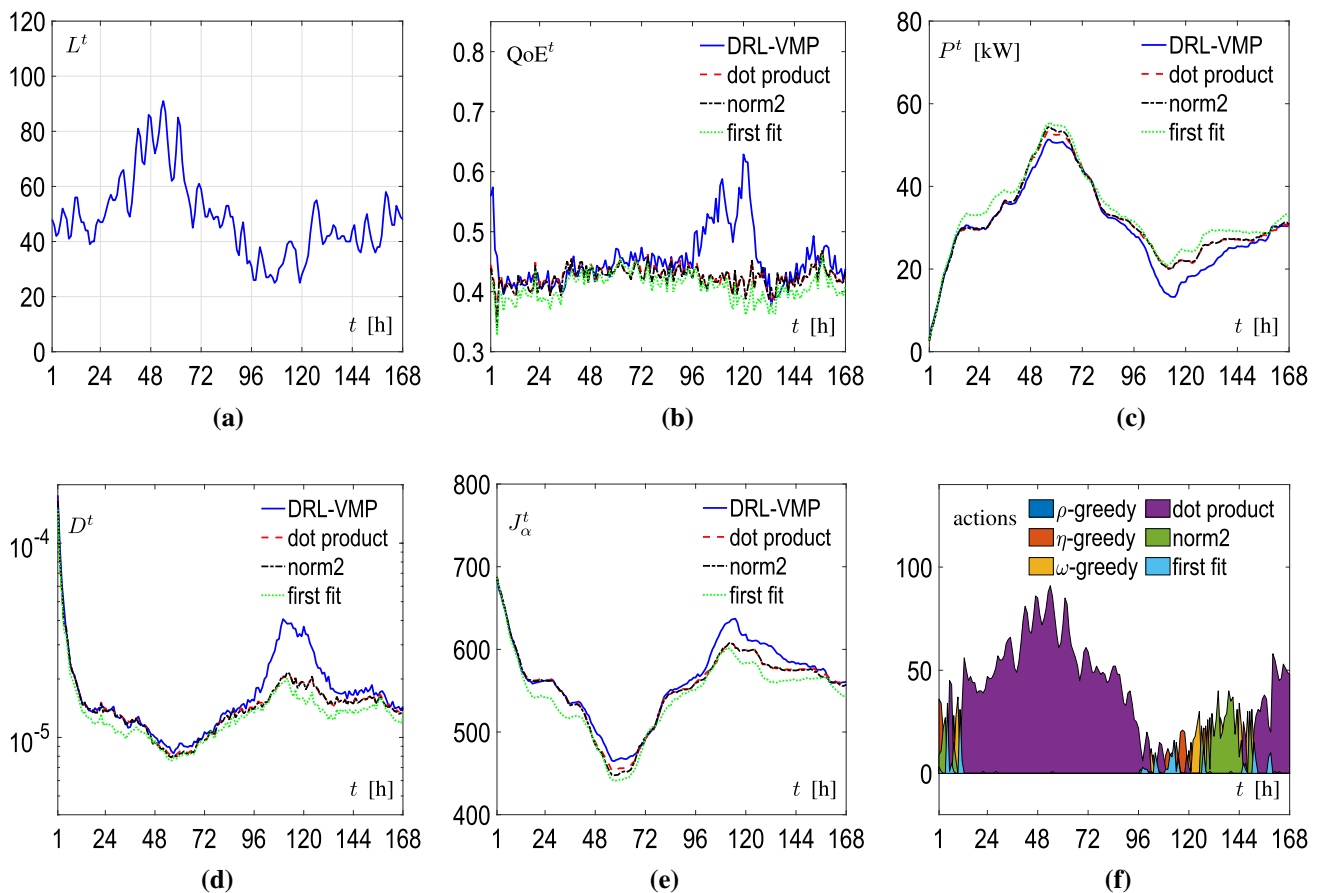 120
100
80
60
40
20
0
L^t
t [h]
1 24 48 72 96 120 144 168
(a)
0.8
0.7
0.6
0.5
0.4
0.3
QoE^t
DRL-VMP
dot product
norm2
first fit
t [h]
1 24 48 72 96 120 144 168
(b)
80
60
40
20
0
P^t [kW]
DRL-VMP
dot product
norm2
first fit
t [h]
1 24 48 72 96 120 144 168
(c)
10^-4
10^-5
D^t
DRL-VMP
dot product
norm2
first fit
t [h]
1 24 48 72 96 120 144 168
(d)
800
700
600
500
400
J_α^t
DRL-VMP
dot product
norm2
first fit
t [h]
1 24 48 72 96 120 144 168
(e)
100
50
0
actions
ρ-greedy
η-greedy
ω-greedy
dot product
norm2
first fit
t [h]
1 24 48 72 96 120 144 168
(f)